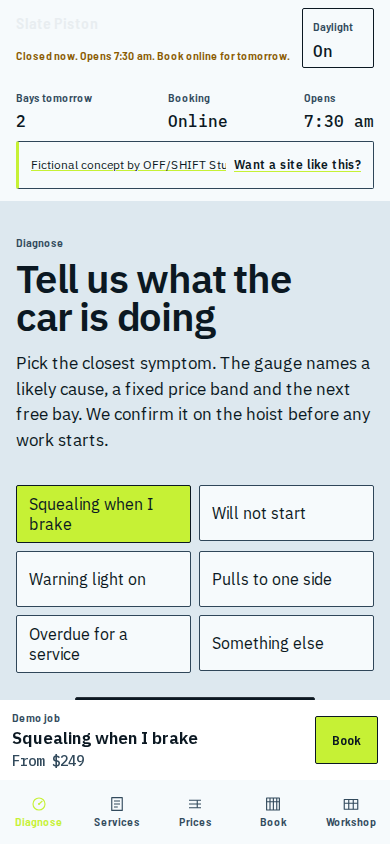 Slate Piston
Daylight
On
Closed now. Opens 7:30 am. Book online for tomorrow.
Bays tomorrow
2
Booking
Online
Opens
7:30 am
Fictional concept by OFF/SHIFT Stu
Want a site like this?
Diagnose
Tell us what the
car is doing
Pick the closest symptom. The gauge names a
likely cause, a fixed price band and the next
free bay. We confirm it on the hoist before any
work starts.
Squealing when I
brake
Will not start
Warning light on
Pulls to one side
Overdue for a
service
Something else
Demo job
Squealing when I brake
From $249
Book
Diagnose
Services
Prices
Book
Workshop